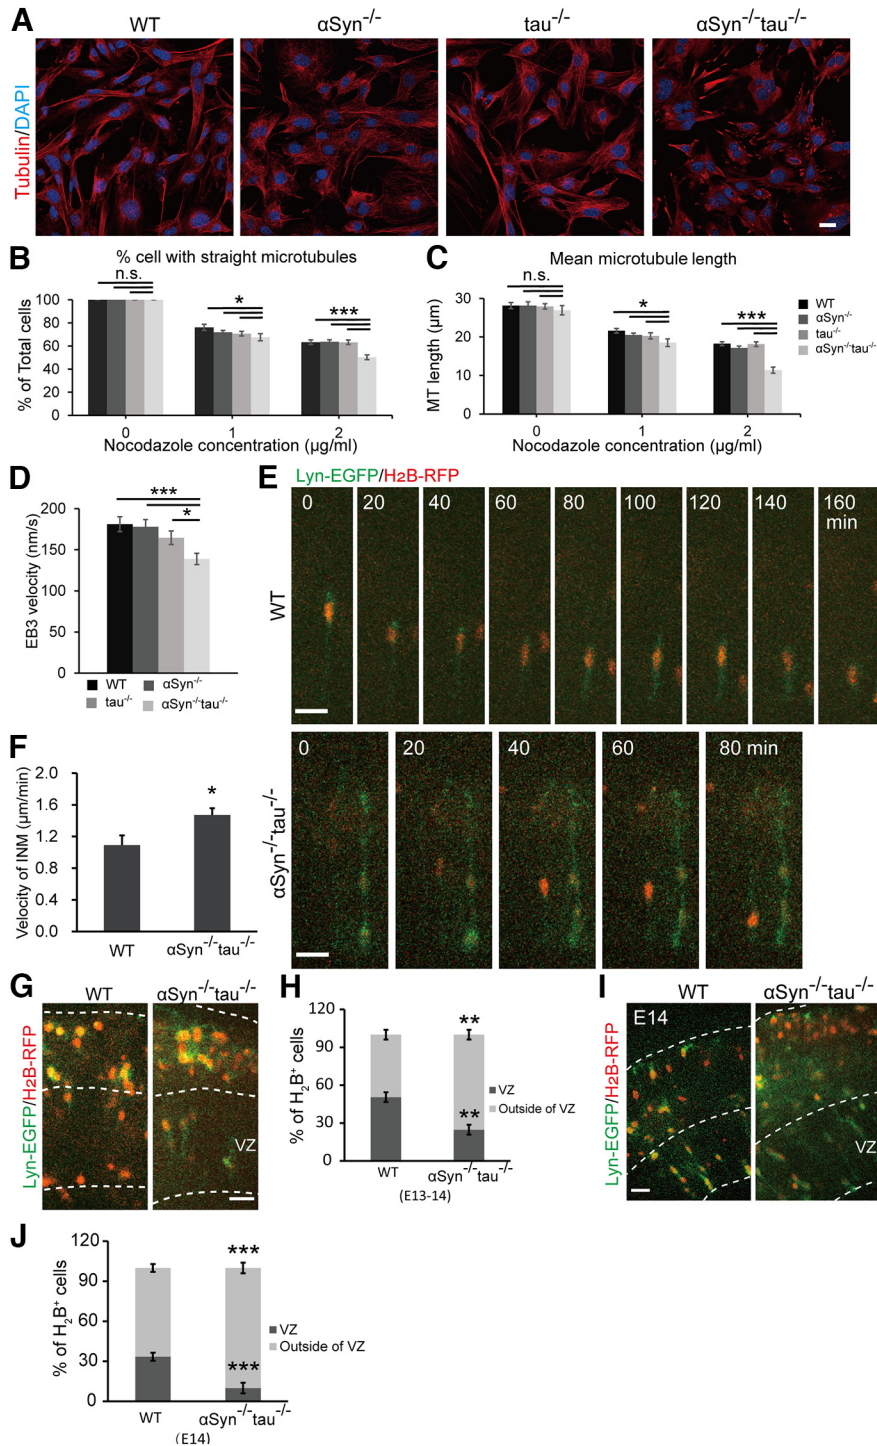 A
WT
αSyn-/-
tau-/-
αSyn-/-tau-/-
Tubulin/DAPI
B
% cell with straight microtubules
n.s.
*
***
100
80
60
40
20
0
% of Total cells
0 1 2
Nocodazole concentration (μg/ml)
C
Mean microtubule length
n.s.
*
***
30
20
10
0
MT length (μm)
0 1 2
Nocodazole concentration (μg/ml)
WT
αSyn-/-
tau-/-
αSyn-/-tau-/-
D
***
*
200
150
100
50
0
EB3 velocity (nm/s)
WT
αSyn-/-
tau-/-
αSyn-/-tau-/-
E
Lyn-EGFP/H2B-RFP
WT
0 20 40 60 80 100 120 140 160
min
αSyn-/-tau-/-
0 20 40 60 80 min
F
2.0
1.6
1.2
0.8
0.4
0.0
Velocity of INM (μm/min)
*
WT
αSyn-/-tau-/-
G
WT
αSyn-/-tau-/-
Lyn-EGFP/H2B-RFP
VZ
H
120
90
60
30
0
% of H2B+ cells
**
**
VZ
Outside of VZ
WT
αSyn-/-tau-/-
(E13-14)
I
WT
αSyn-/-tau-/-
E14
Lyn-EGFP/H2B-RFP
VZ
J
120
90
60
30
0
% of H2B+ cells
***
***
VZ
Outside of VZ
WT
αSyn-/-tau-/-
(E14)